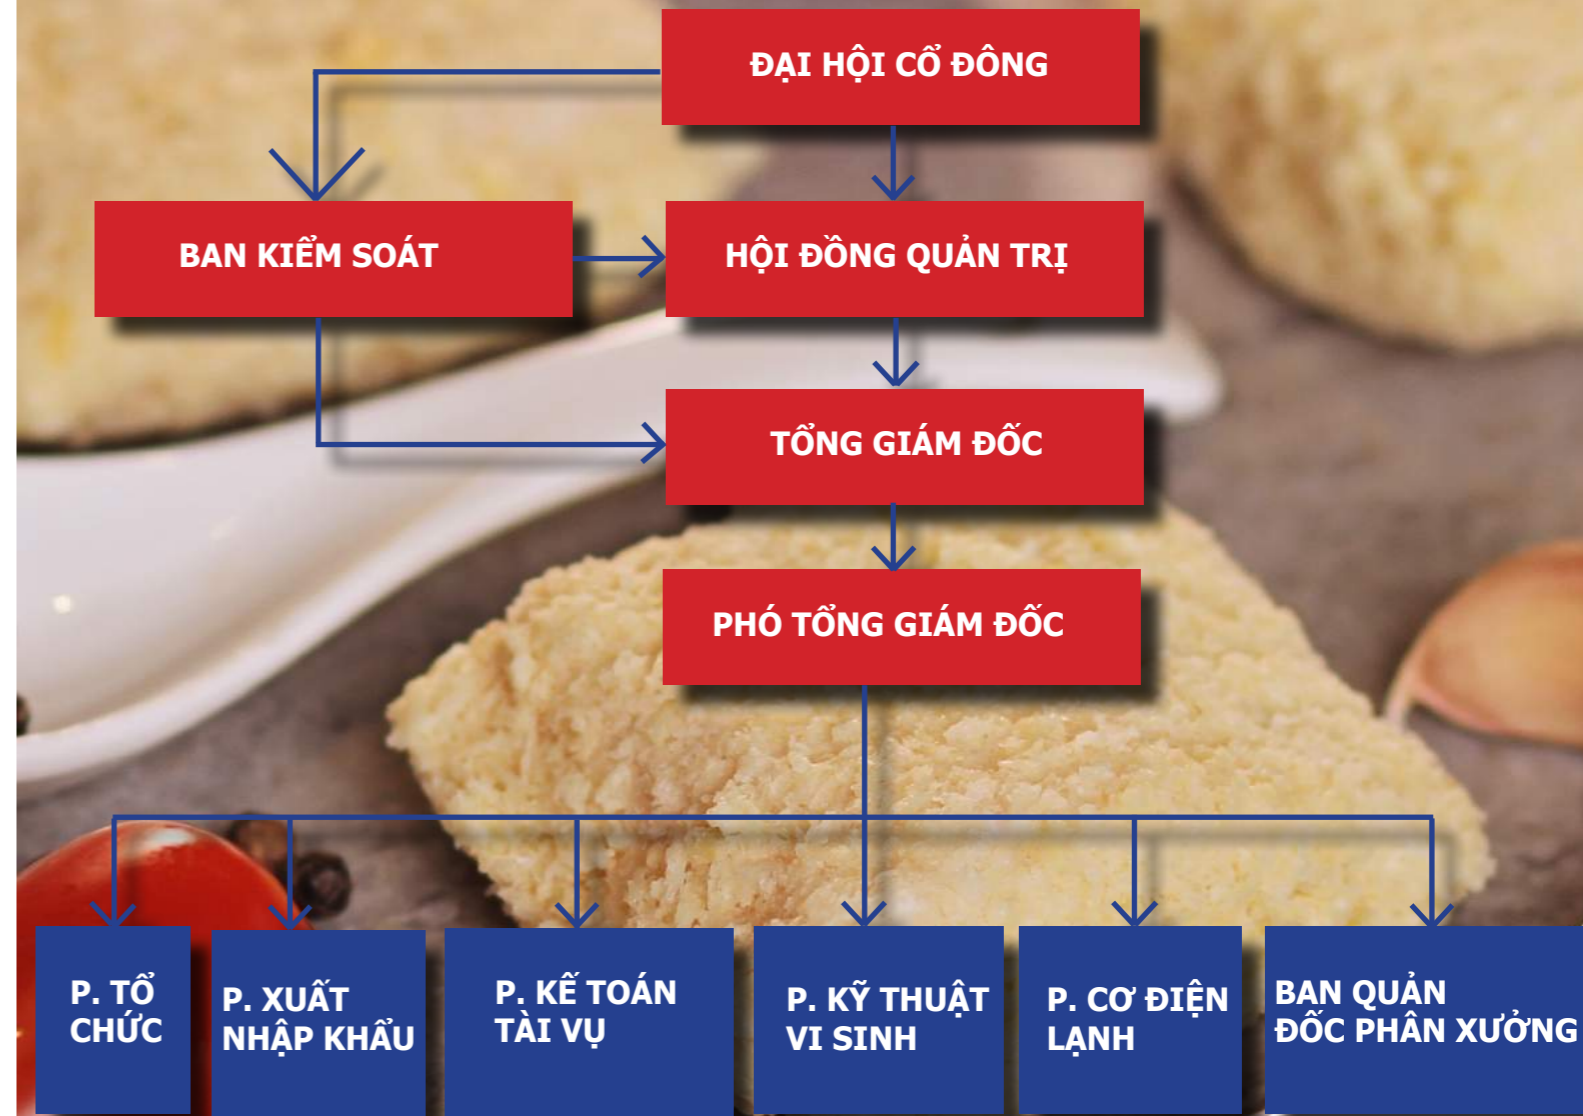 ĐẠI HỘI CỔ ĐÔNG
BAN KIỂM SOÁT
HỘI ĐỒNG QUẢN TRỊ
TỔNG GIÁM ĐỐC
PHÓ TỔNG GIÁM ĐỐC
P. TỔ
CHỨC
P. XUẤT
NHẬP KHẨU
P. KẾ TOÁN
TÀI VỤ
P. KỸ THUẬT
VI SINH
P. CƠ ĐIỆN
LẠNH
BAN QUẢN
ĐỐC PHÂN XƯỞNG